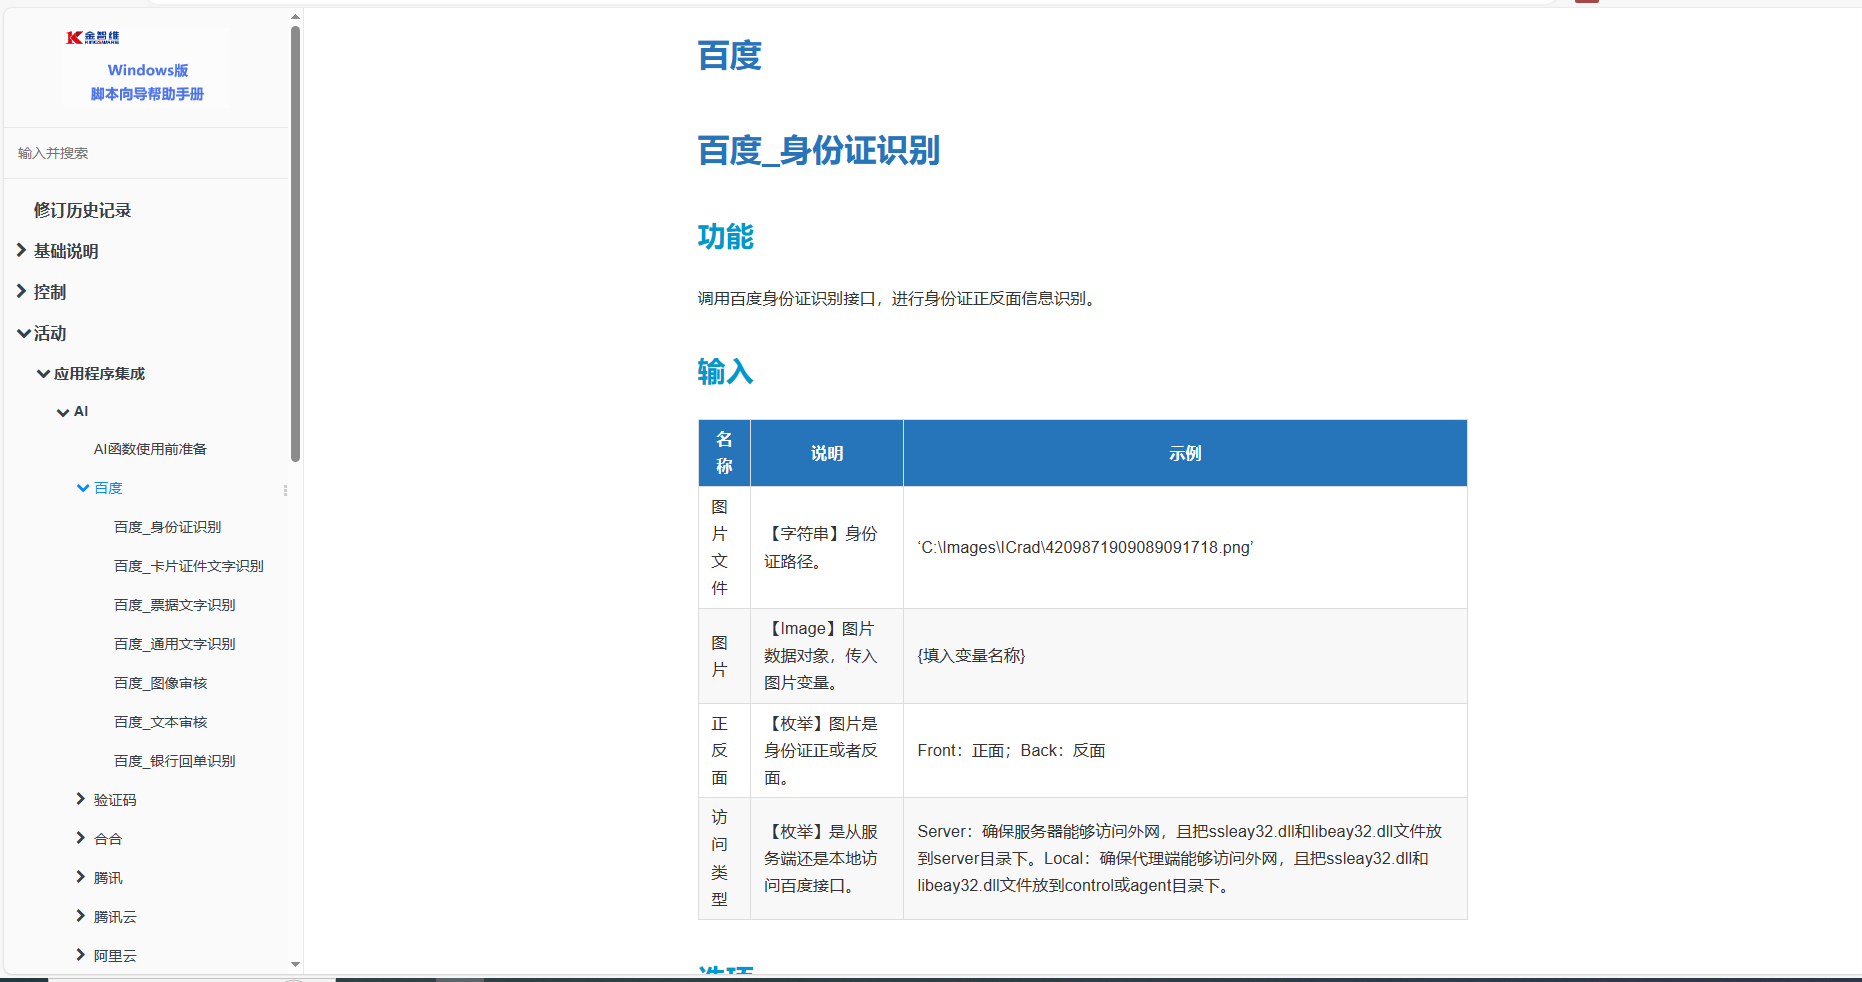 金智维
KINGSWARE
Windows版
脚本向导帮助手册
输入并搜索
修订历史记录
基础说明
控制
活动
应用程序集成
AI
AI函数使用前准备
百度
百度_身份证识别
百度_卡片证件文字识别
百度_票据文字识别
百度_通用文字识别
百度_图像审核
百度_文本审核
百度_银行回单识别
验证码
合合
腾讯
腾讯云
阿里云
百度
百度_身份证识别
功能
调用百度身份证识别接口，进行身份证正反面信息识别。
输入
名
称
说明
示例
图
片
文
件
【字符串】身份
证路径。
‘C:\Images\ICrad\4209871909089091718.png’
图
片
【Image】图片
数据对象，传入
图片变量。
{填入变量名称}
正
反
面
【枚举】图片是
身份证正或者反
面。
Front：正面；Back：反面
访
问
类
型
【枚举】是从服
务端还是本地访
问百度接口。
Server：确保服务器能够访问外网，且把ssleay32.dll和libeay32.dll文件放
到server目录下。Local：确保代理端能够访问外网，且把ssleay32.dll和
libeay32.dll文件放到control或agent目录下。
选项